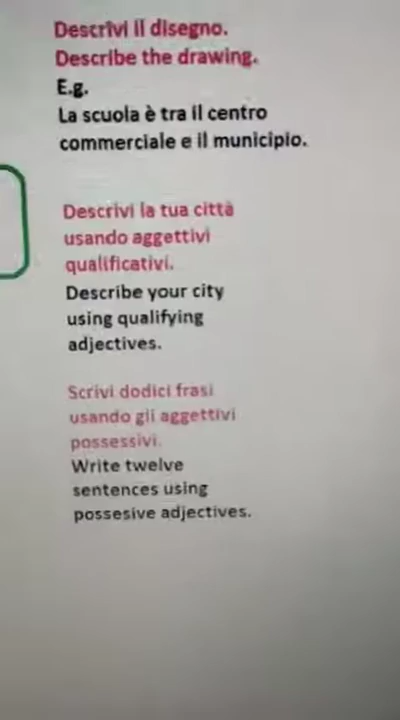 Descrivi il disegno.
Describe the drawing.
E.g.
La scuola è tra il centro
commerciale e il municipio.
Descrivi la tua città
usando aggettivi
qualificativi.
Describe your city
using qualifying
adjectives.
Scrivi dodici frasi
usando gli aggettivi
possessivi.
Write twelve
sentences using
possesive adjectives.